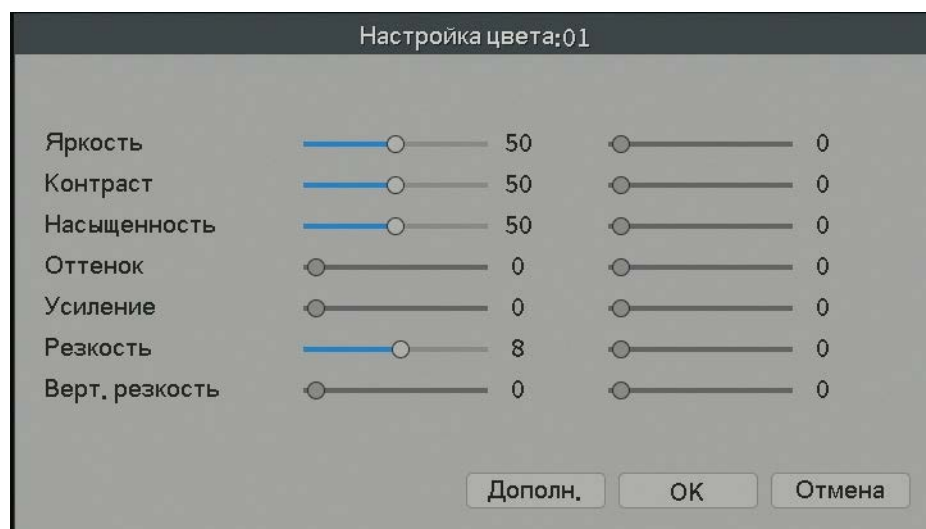 Настройка цвета:01
Яркость 50 0
Контраст 50 0
Насыщенность 50 0
Оттенок 0 0
Усиление 0 0
Резкость 8 0
Верт. резкость 0 0
Дополн. OK Отмена